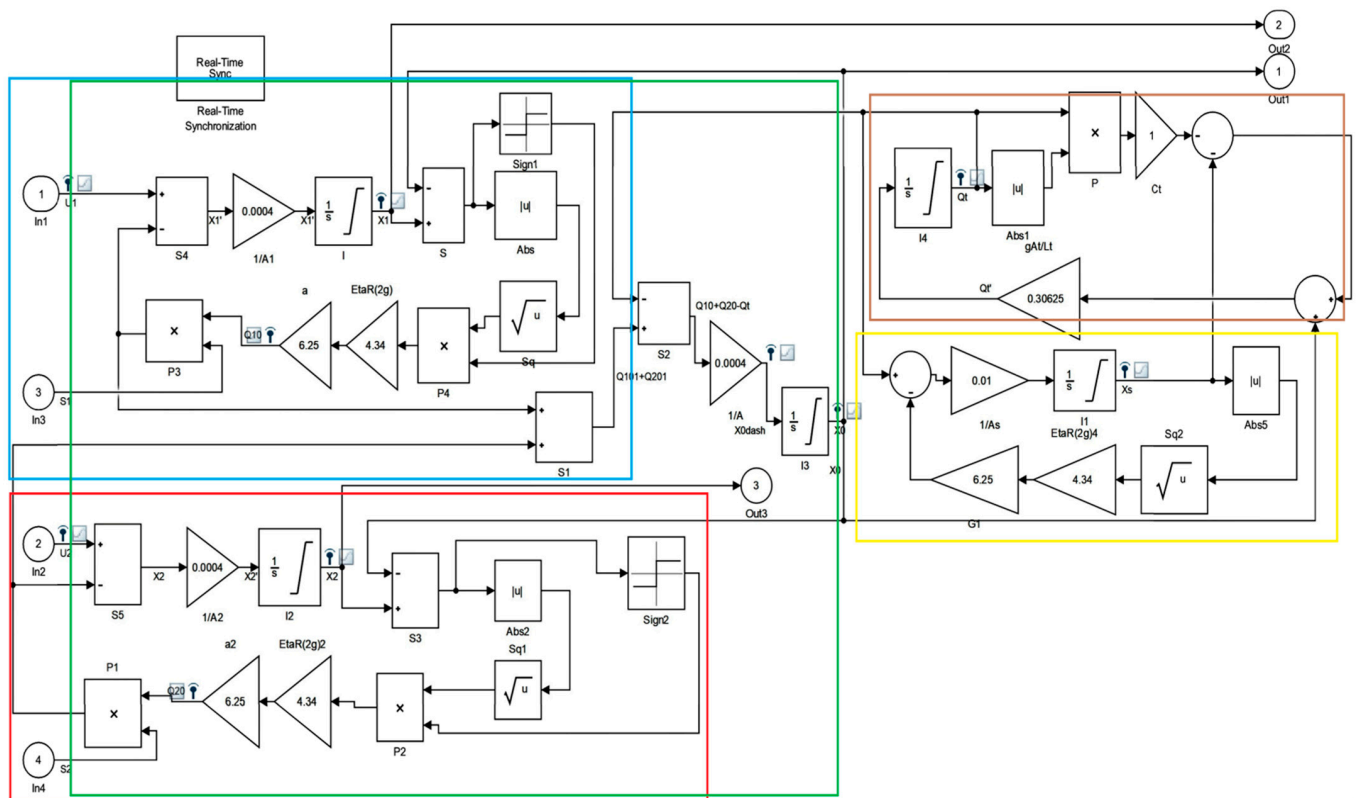 2
Out2
1
Out1
Real-Time
Sync
Real-Time
Synchronization
Sign1
1
In1
U1
+
-
S4
X1'
0.0004
1/A1
X1'
1
s
I
X1
-
+
S
|u|
Abs
a
EtaR(2g)
×
P3
Q10
6.25
4.34
×
P4
√u
Sq
3
In3
S1
+
+
S1
-
+
S2
Q10+Q20-Qt
Q101+Q201
0.0004
1/A
X0dash
1
s
I3
X0
X0
1
s
I4
Qt
|u|
Abs1
gAt/Lt
×
P
1
Ct
-
-
Qt'
0.30625
+
+
+
-
0.01
1/As
1
s
I1
Xs
|u|
Abs5
EtaR(2g)4
Sq2
6.25
G1
4.34
√u
3
Out3
2
In2
U2
+
-
S5
X2
0.0004
1/A2
X2'
1
s
I2
X2
-
+
S3
|u|
Abs2
Sign2
a2
EtaR(2g)2
Sq1
√u
P1
×
Q20
6.25
4.34
×
P2
4
In4
S2